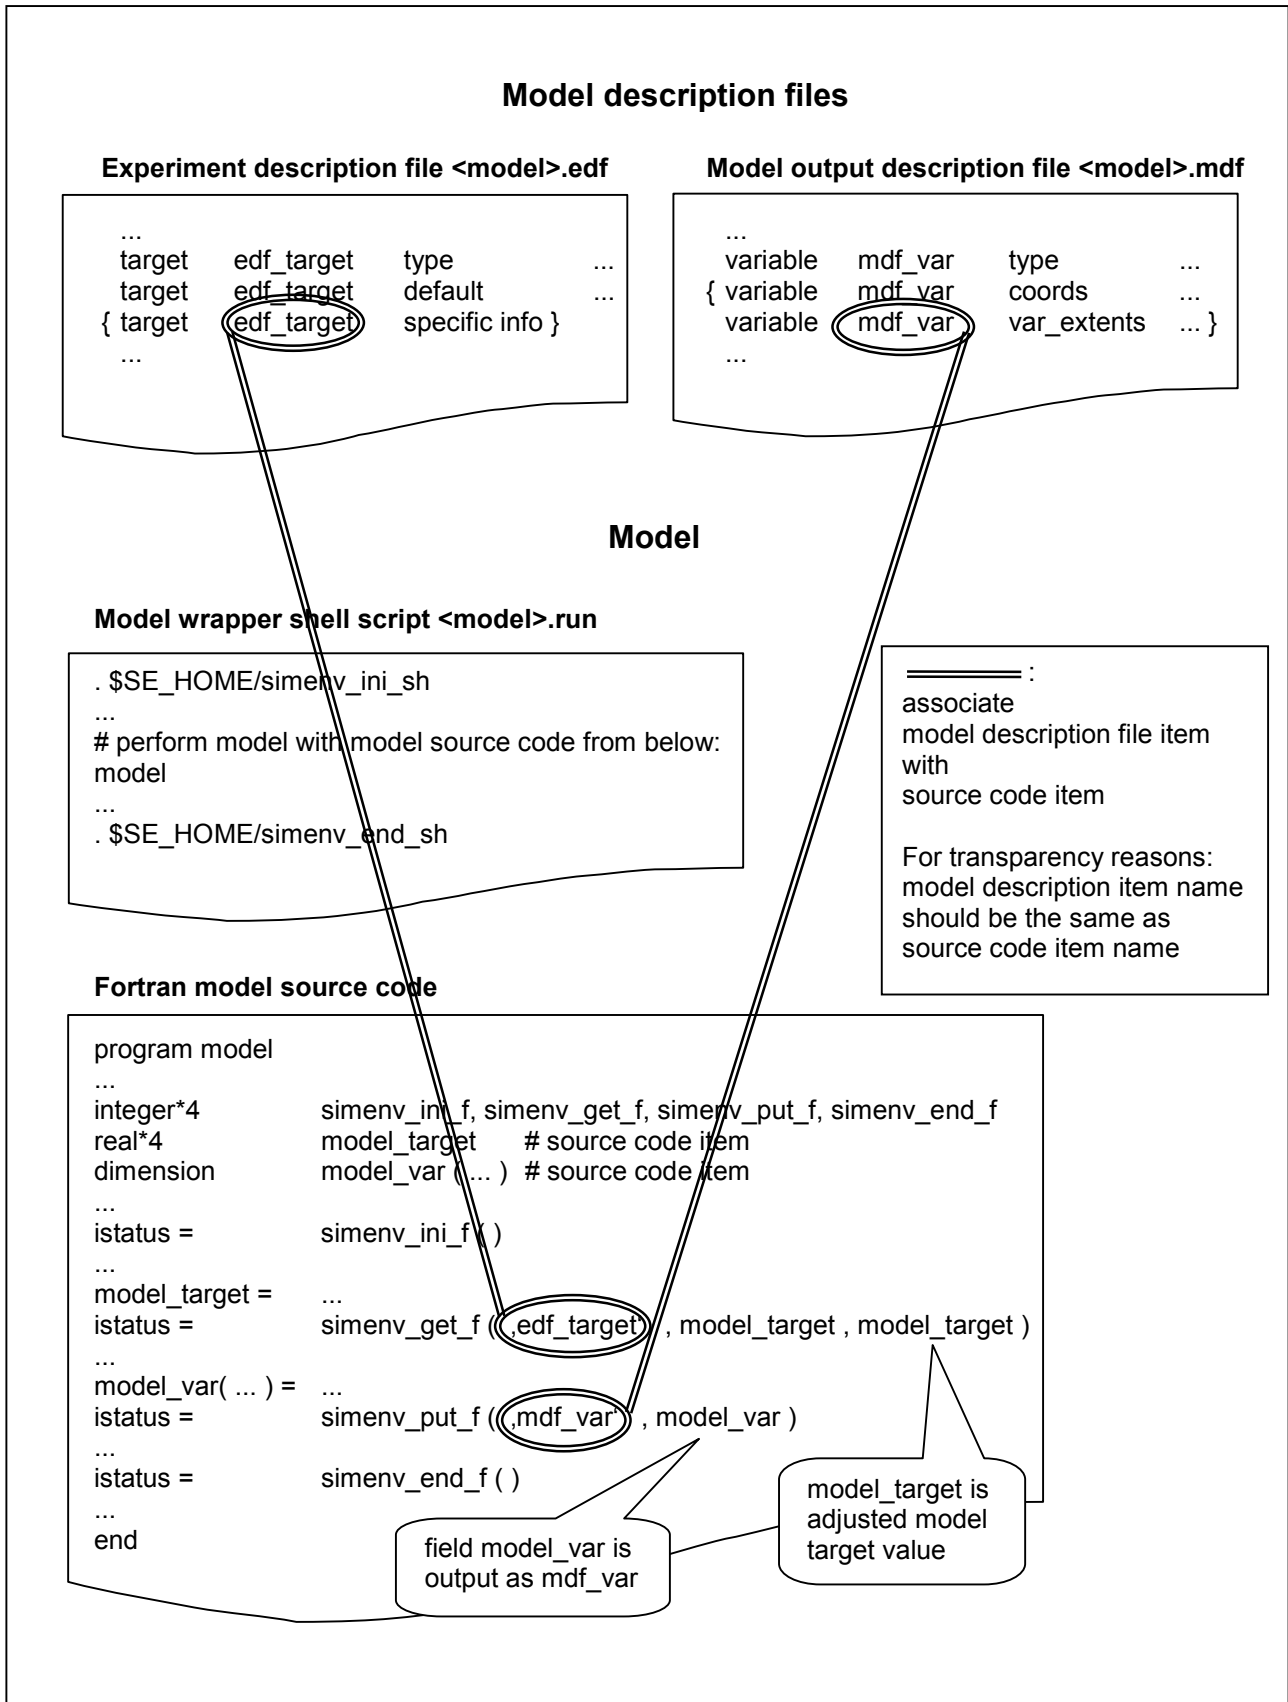 Model description files
Experiment description file <model>.edf
...
target edf_target type ...
target edf_target default ...
{ target edf_target specific info }
...
Model output description file <model>.mdf
...
variable mdf_var type ...
{ variable mdf_var coords ...
variable mdf_var var_extents ... }
...
Model
Model wrapper shell script <model>.run
. $SE_HOME/simenv_ini_sh
...
# perform model with model source code from below:
model
...
. $SE_HOME/simenv_end_sh
:
associate
model description file item
with
source code item
For transparency reasons:
model description item name
should be the same as
source code item name
Fortran model source code
program model
...
integer*4 simenv_ini_f, simenv_get_f, simenv_put_f, simenv_end_f
real*4 model_target # source code item
dimension model_var ( ... ) # source code item
...
istatus = simenv_ini_f ( )
...
model_target = ...
istatus = simenv_get_f ( ‚edf_target‘ , model_target , model_target )
...
model_var( ... ) = ...
istatus = simenv_put_f ( ‚mdf_var‘ , model_var )
...
istatus = simenv_end_f ( )
...
end
field model_var is
output as mdf_var
model_target is
adjusted model
target value